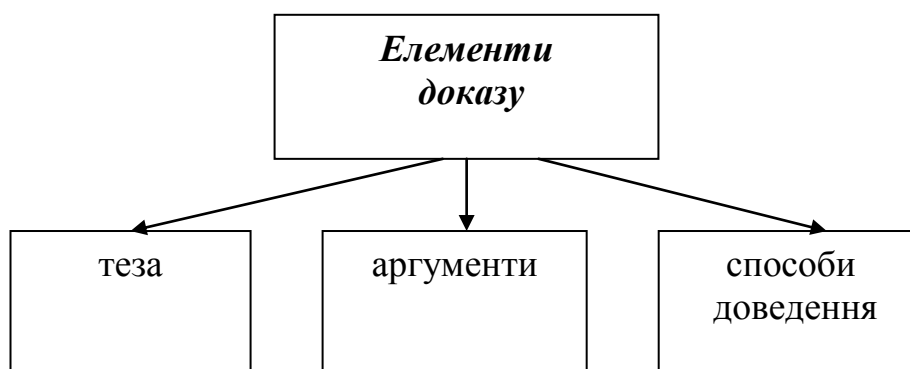 Елементи
доказу
теза
аргументи
способи
доведення